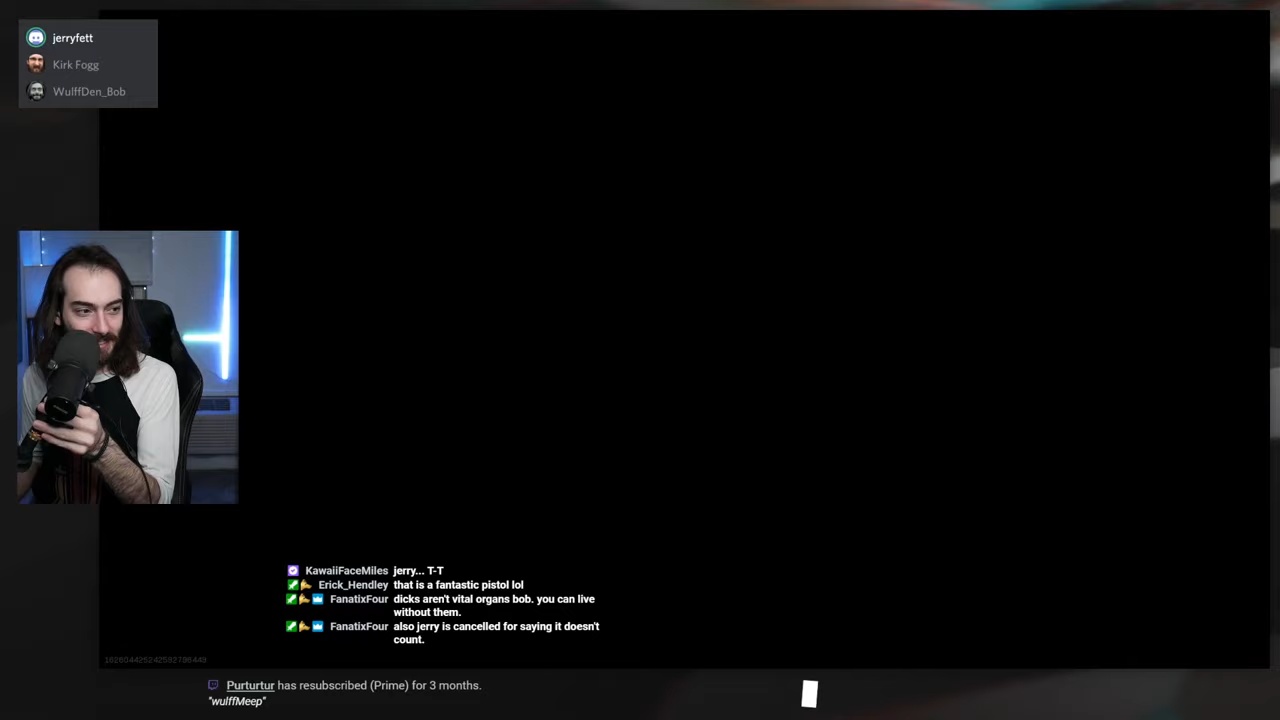 jerryfett
Kirk Fogg
WulffDen_Bob
KawaiiFaceMiles jerry... T-T
Erick_Hendley that is a fantastic pistol lol
FanatixFour dicks aren't vital organs bob. you can live
without them.
FanatixFour also jerry is cancelled for saying it doesn't
count.
Purturtur has resubscribed (Prime) for 3 months.
"wulffMeep"